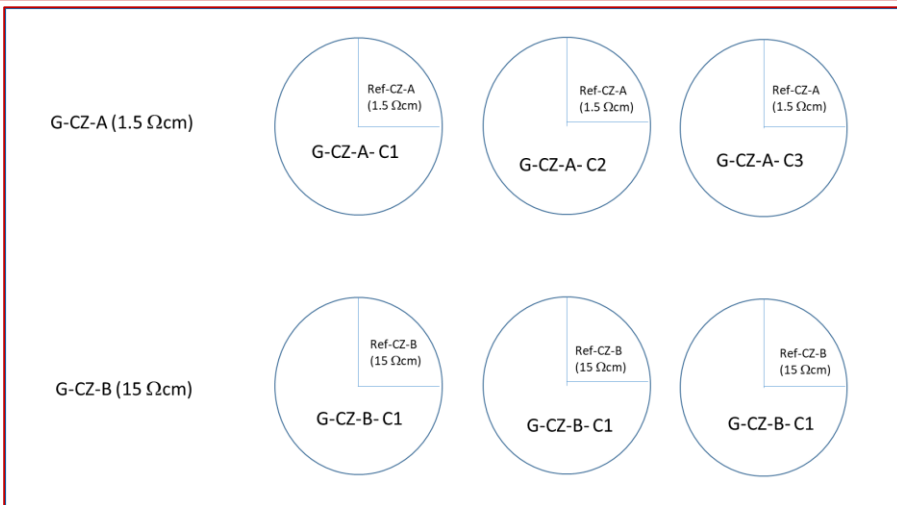 G-CZ-A (1.5 Ωcm)
Ref-CZ-A
(1.5 Ωcm)
G-CZ-A- C1
Ref-CZ-A
(1.5 Ωcm)
G-CZ-A- C2
Ref-CZ-A
(1.5 Ωcm)
G-CZ-A- C3
G-CZ-B (15 Ωcm)
Ref-CZ-B
(15 Ωcm)
G-CZ-B- C1
Ref-CZ-B
(15 Ωcm)
G-CZ-B- C1
Ref-CZ-B
(15 Ωcm)
G-CZ-B- C1